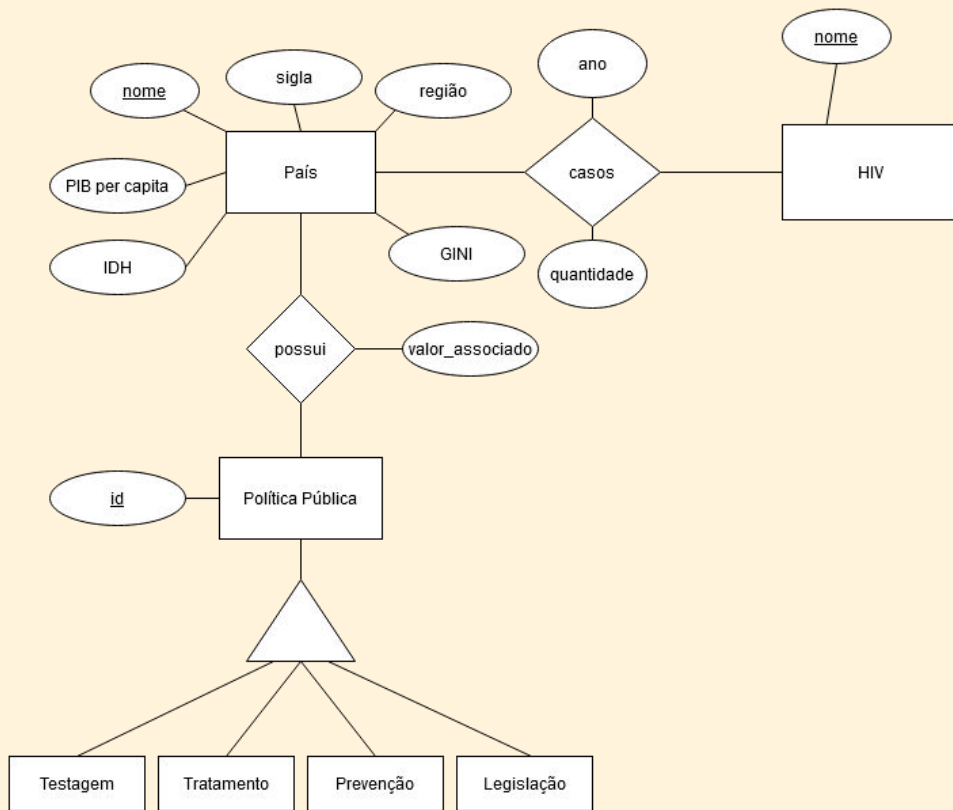 nome
ano
sigla
nome
região
País
casos
HIV
PIB per capita
GINI
IDH
quantidade
possui
valor_associado
id
Política Pública
Testagem
Tratamento
Prevenção
Legislação